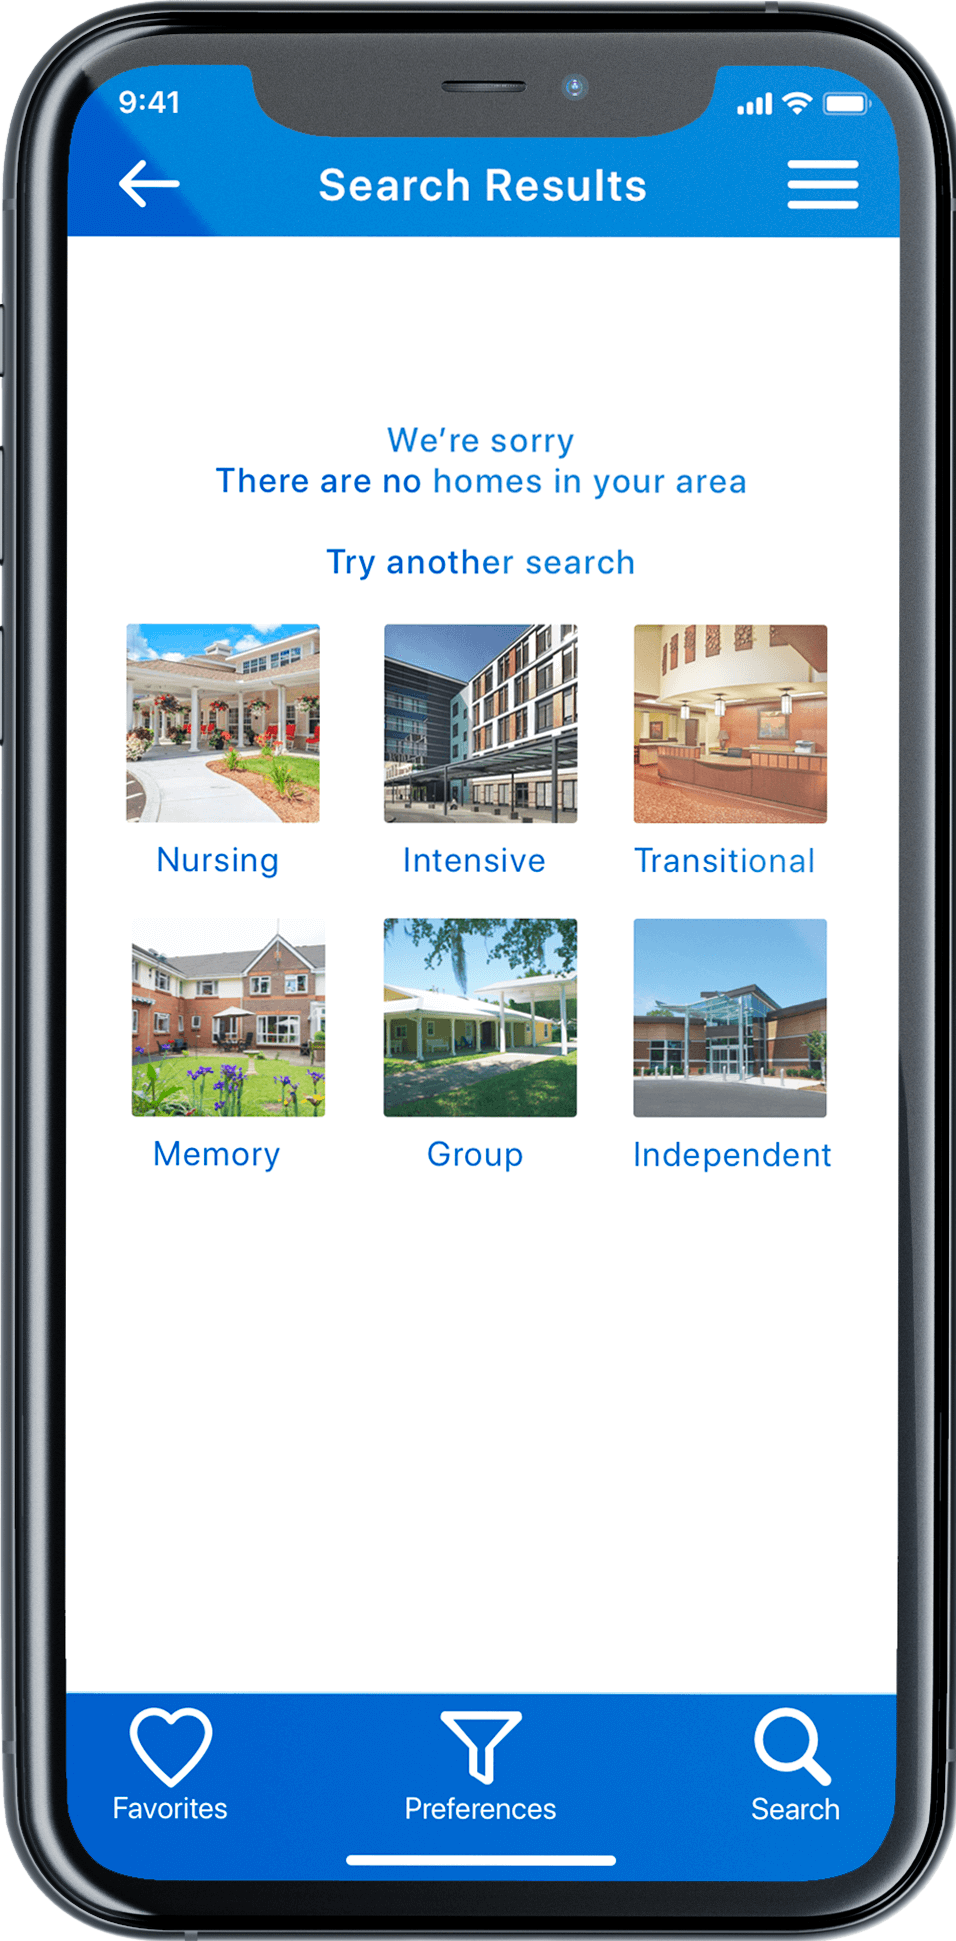 9:41
Search Results
We're sorry
There are no homes in your area
Try another search
Nursing Intensive Transitional
Memory Group Independent
Favorites Preferences Search